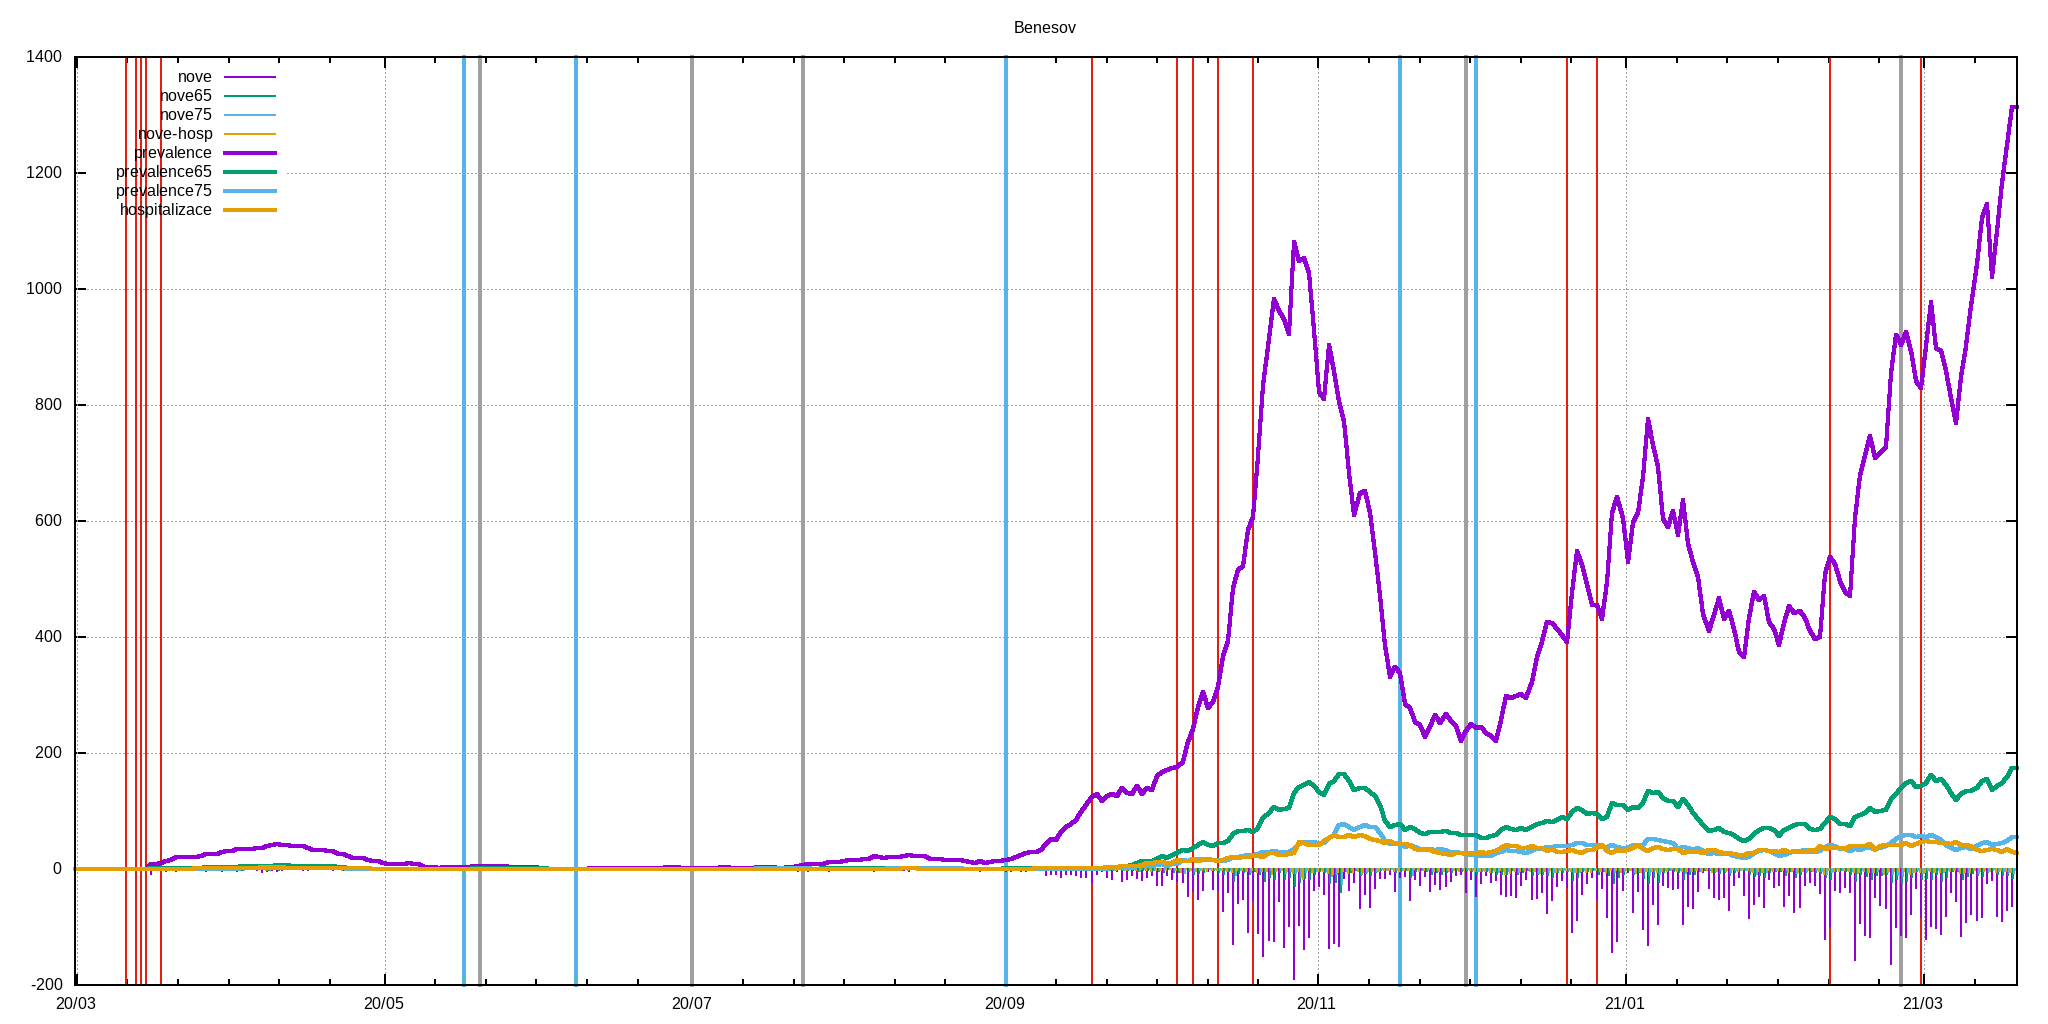 Benesov
1400
1200
1000
800
600
400
200
0
-200
nove
nove65
nove75
nove-hosp
prevalence
prevalence65
prevalence75
hospitalizace
20/03
20/05
20/07
20/09
20/11
21/01
21/03